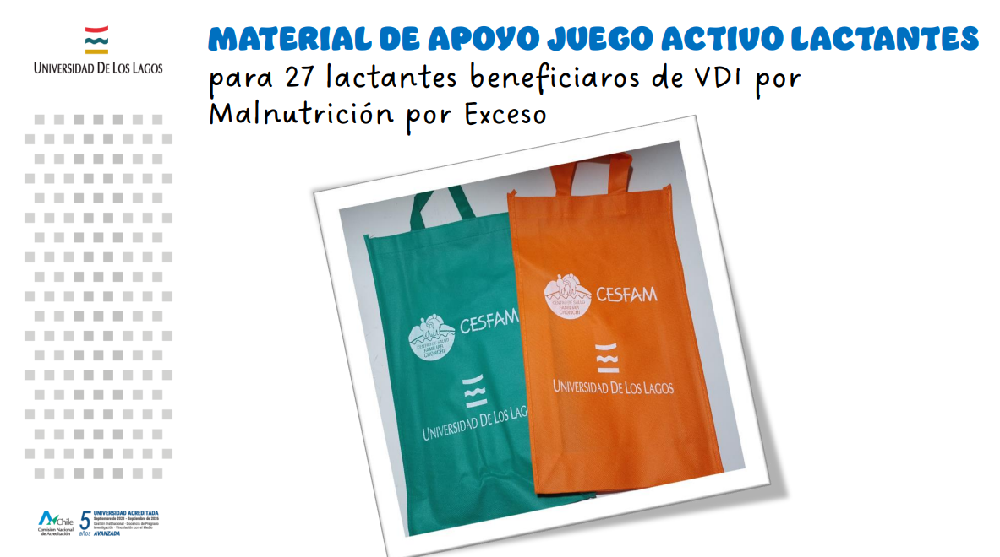 UNIVERSIDAD DE LOS LAGOS
MATERIAL DE APOYO JUEGO ACTIVO LACTANTES
para 27 lactantes beneficiaros de VDI por
Malnutrición por Exceso
CESFAM
CENTRO DE SALUD
FAMILIAR
CHONCHI
UNIVERSIDAD DE LOS LAG
CESFAM
CENTRO DE SALUD
FAMILIAR
CHONCHI
UNIVERSIDAD DE LOS LAGOS
CNA Chile
Comisión Nacional
de Acreditación
5
años
UNIVERSIDAD ACREDITADA
Septiembre de 2021 - Septiembre de 2026
Gestión Institucional - Docencia de Pregrado
Investigación - Vinculación con el Medio
AVANZADA